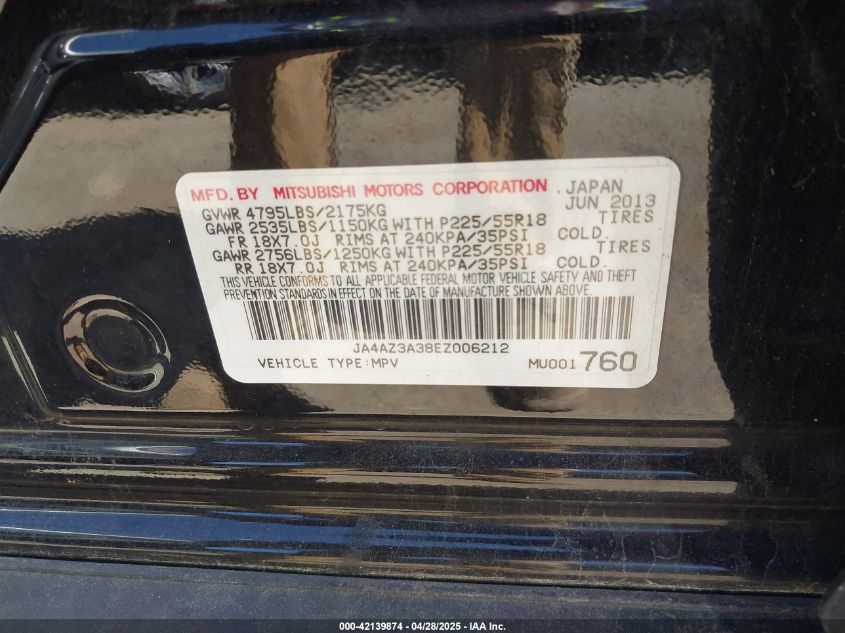 MFD. BY MITSUBISHI MOTORS CORPORATION . JAPAN
GVWR 4795LBS/2175KG JUN 2013
GAWR 2535LBS/1150KG WITH P225/55R18 TIRES
FR 18X7.0J RIMS AT 240KPA/35PSI COLD.
GAWR 2756LBS/1250KG WITH P225/55R18 TIRES
RR 18X7.0J RIMS AT 240KPA/35PSI COLD.
THIS VEHICLE CONFORMS TO ALL APPLICABLE FEDERAL MOTOR VEHICLE SAFETY AND THEFT
PREVENTION STANDARDS IN EFFECT ON THE DATE OF MANUFACTURE SHOWN ABOVE.
JA4AZ3A38EZ006212
VEHICLE TYPE:MPV MU001760
000-42139874 / 04/28/2025 — IAA Inc.